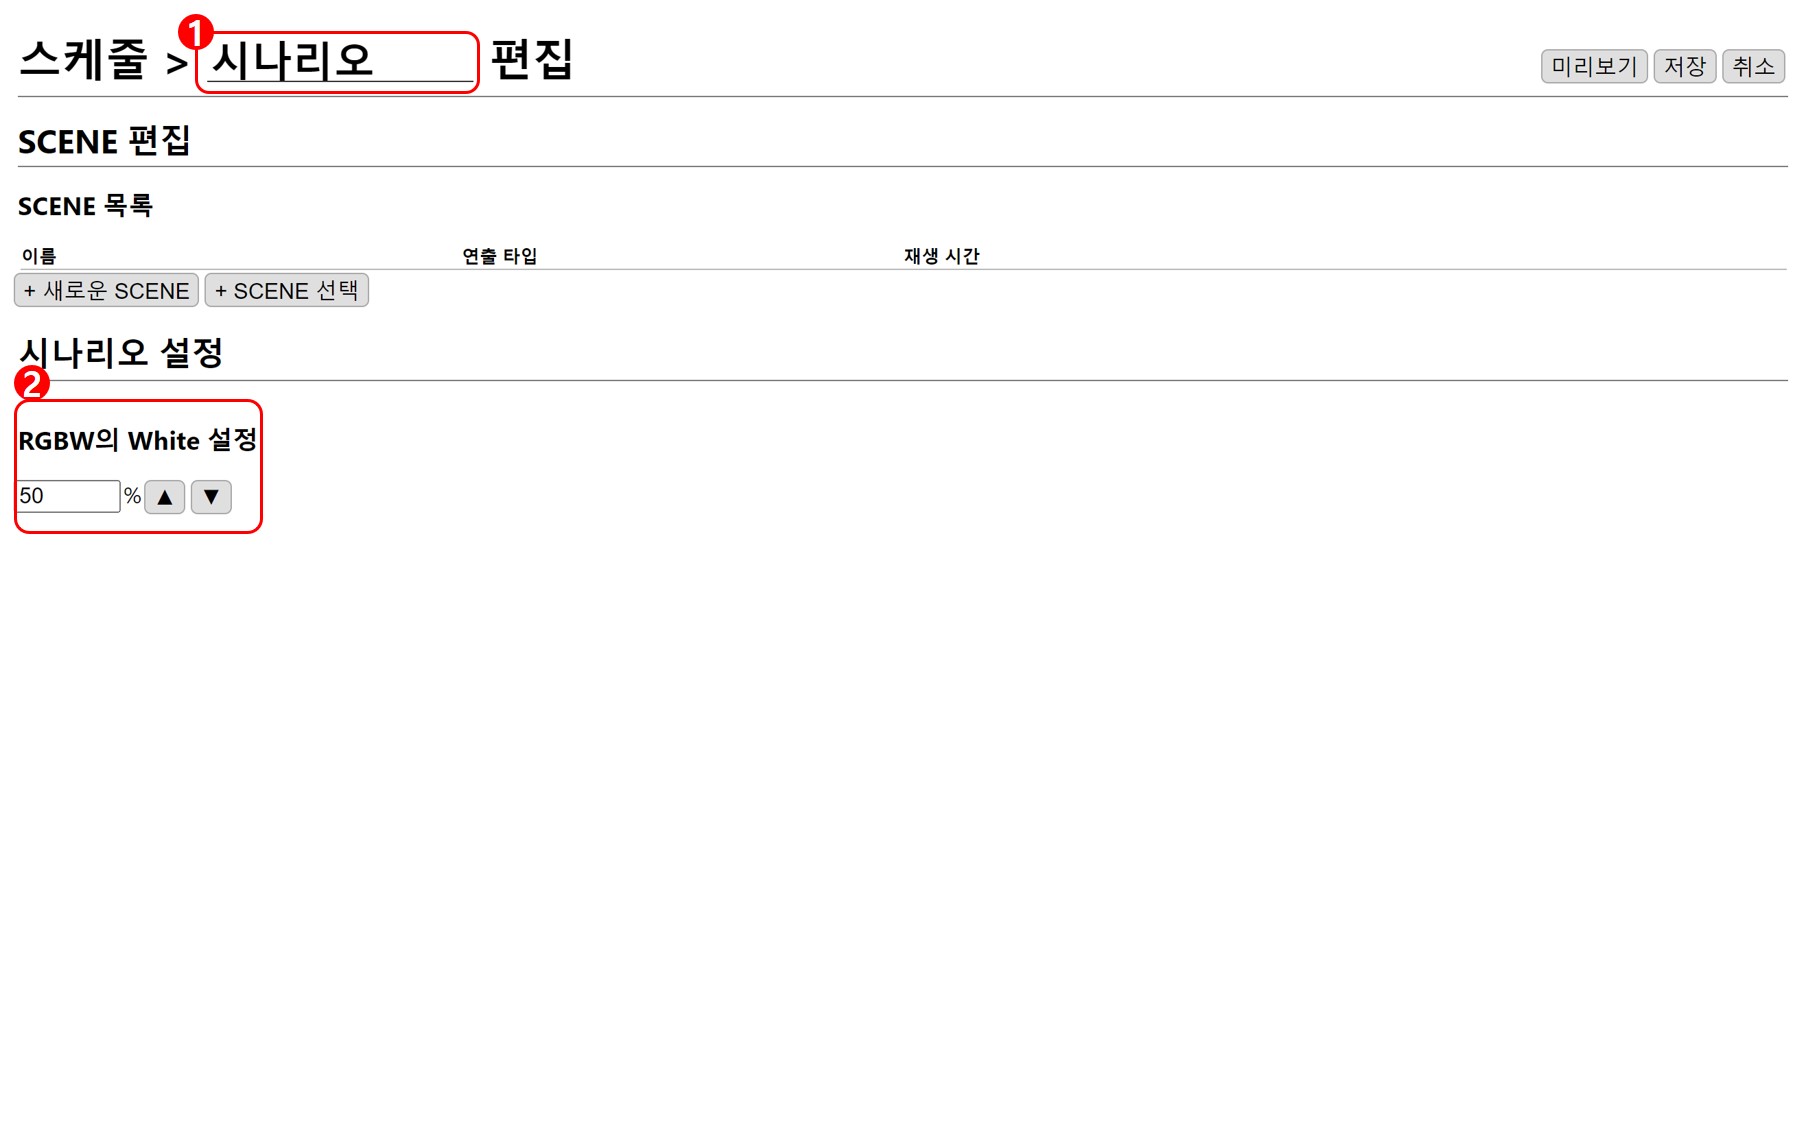 1
스케줄 > 시나리오 편집
미리보기 저장 취소
SCENE 편집
SCENE 목록
이름 연출 타입 재생 시간
+ 새로운 SCENE + SCENE 선택
시나리오 설정
2
RGBW의 White 설정
50 % ▲ ▼